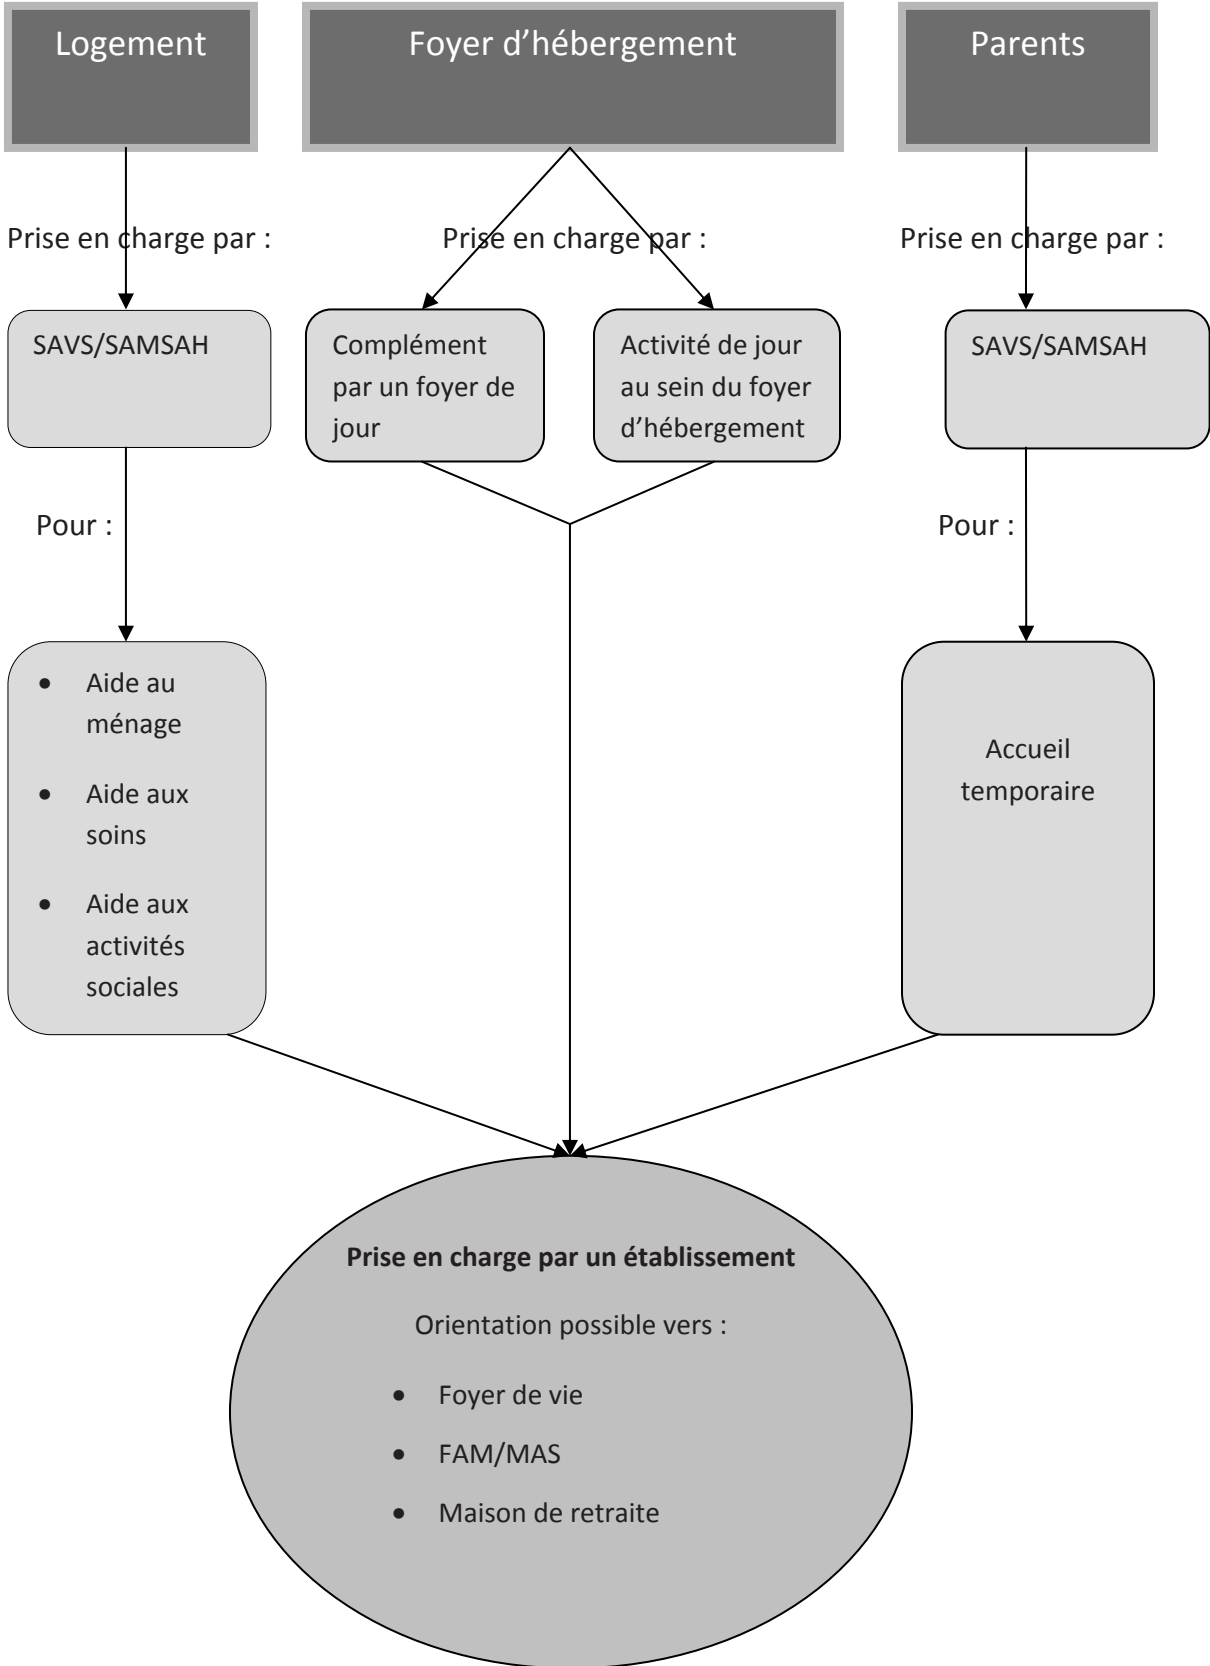 Logement
Foyer d’hébergement
Parents
Prise en charge par :
Prise en charge par :
Prise en charge par :
SAVS/SAMSAH
Complément
par un foyer de
jour
Activité de jour
au sein du foyer
d’hébergement
SAVS/SAMSAH
Pour :
Pour :
• Aide au
ménage
• Aide aux
soins
• Aide aux
activités
sociales
Accueil
temporaire
Prise en charge par un établissement
Orientation possible vers :
• Foyer de vie
• FAM/MAS
• Maison de retraite